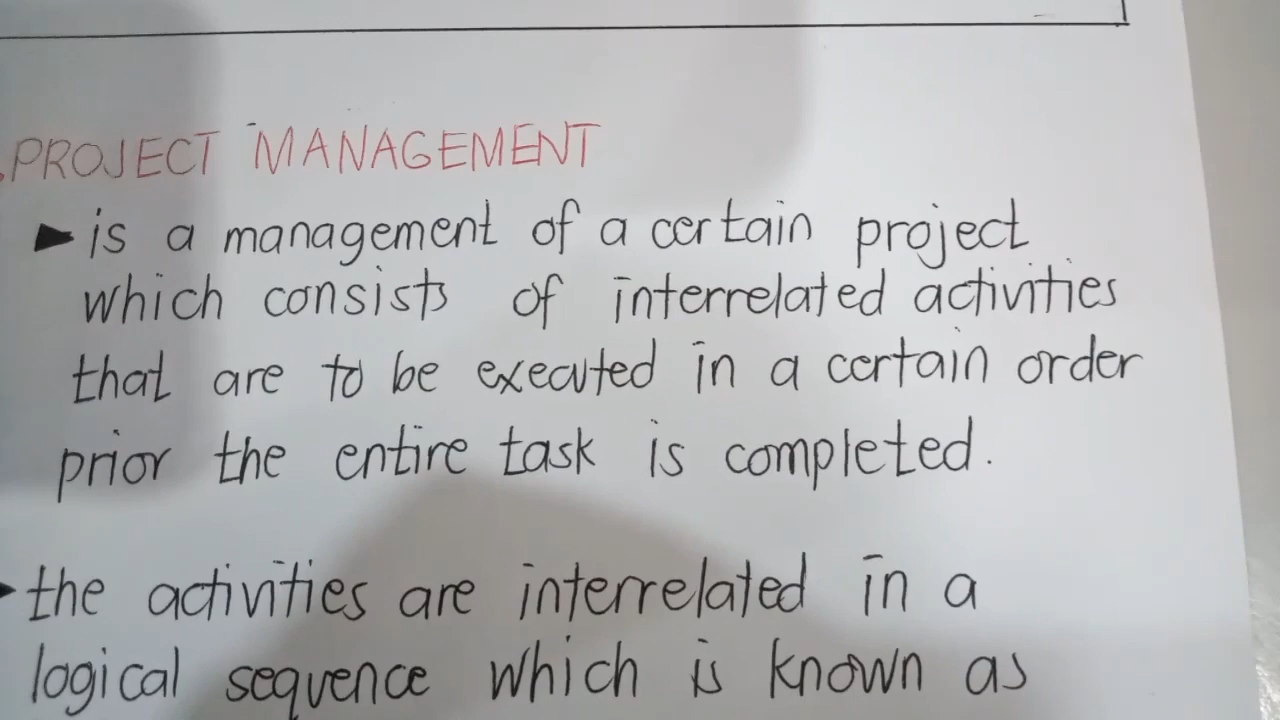 PROJECT MANAGEMENT
► is a management of a certain project
which consists of interrelated activities
that are to be executed in a certain order
prior the entire task is completed.
► the activities are interrelated in a
logical sequence which is known as